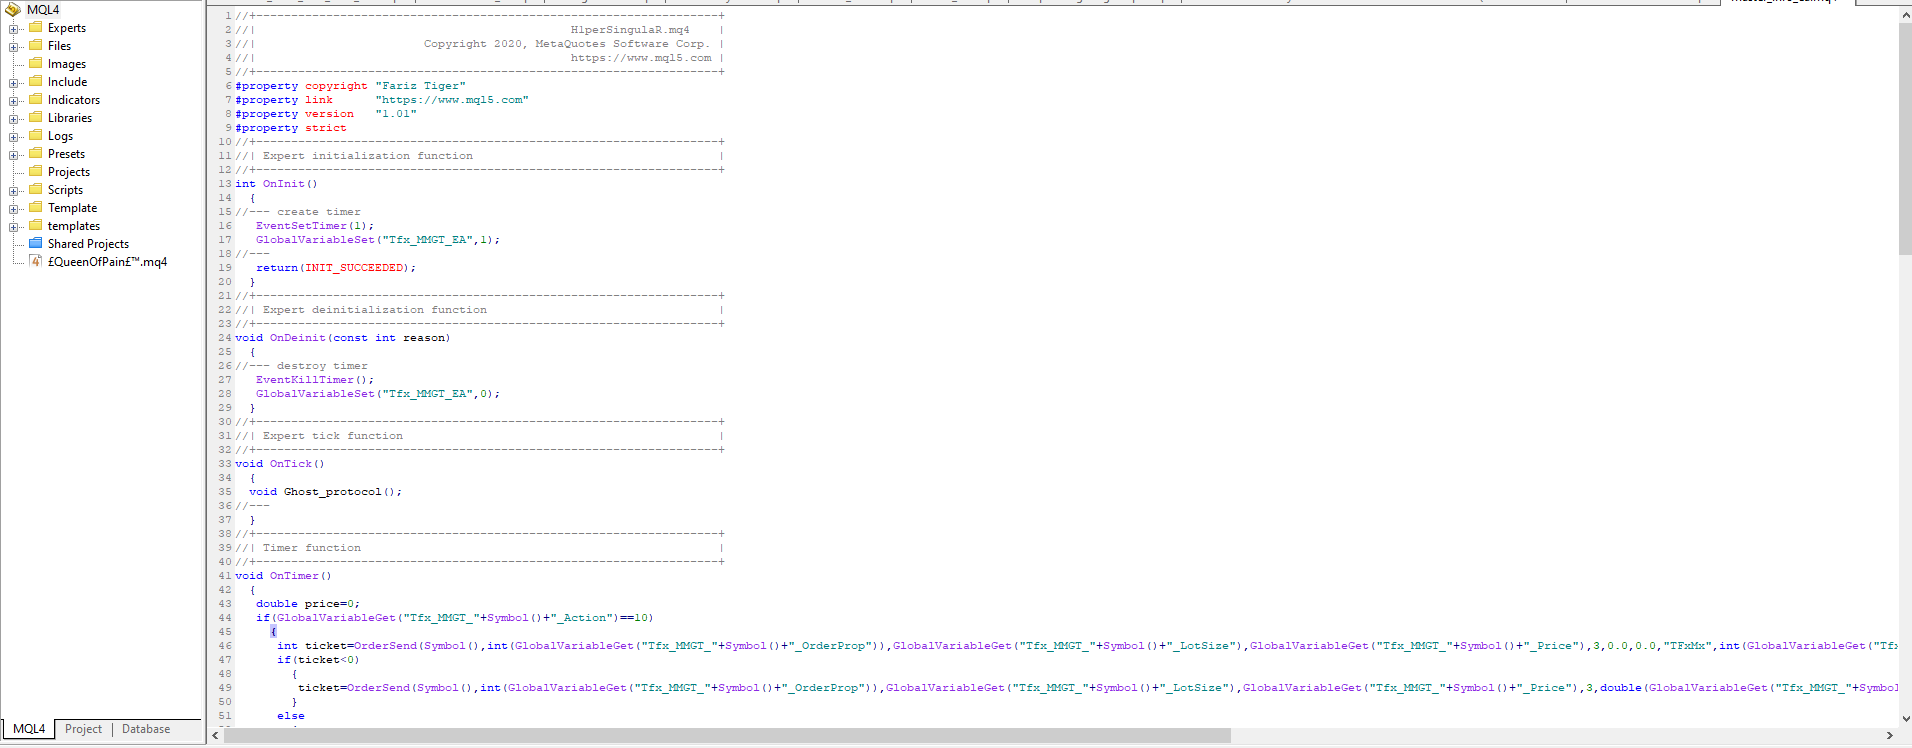 MQL4
Experts
Files
Images
Include
Indicators
Libraries
Logs
Presets
Projects
Scripts
Template
templates
Shared Projects
£QueenOfPain£™.mq4
MQL4 | Project | Database
1 //+------------------------------------------------------------------+
2 //|                                              H1perSingulaR.mq4   |
3 //|                        Copyright 2020, MetaQuotes Software Corp. |
4 //|                                             https://www.mql5.com |
5 //+------------------------------------------------------------------+
6 #property copyright "Fariz Tiger"
7 #property link      "https://www.mql5.com"
8 #property version   "1.01"
9 #property strict
10 //+------------------------------------------------------------------+
11 //| Expert initialization function                                   |
12 //+------------------------------------------------------------------+
13 int OnInit()
14   {
15 //--- create timer
16    EventSetTimer(1);
17    GlobalVariableSet("Tfx_MMGT_EA",1);
18 //---
19    return(INIT_SUCCEEDED);
20   }
21 //+------------------------------------------------------------------+
22 //| Expert deinitialization function                                 |
23 //+------------------------------------------------------------------+
24 void OnDeinit(const int reason)
25   {
26 //--- destroy timer
27    EventKillTimer();
28    GlobalVariableSet("Tfx_MMGT_EA",0);
29   }
30 //+------------------------------------------------------------------+
31 //| Expert tick function                                             |
32 //+------------------------------------------------------------------+
33 void OnTick()
34   {
35   void Ghost_protocol();
36 //---
37   }
38 //+------------------------------------------------------------------+
39 //| Timer function                                                   |
40 //+------------------------------------------------------------------+
41 void OnTimer()
42   {
43    double price=0;
44    if(GlobalVariableGet("Tfx_MMGT_"+Symbol()+"_Action")==10)
45      {
46       int ticket=OrderSend(Symbol(),int(GlobalVariableGet("Tfx_MMGT_"+Symbol()+"_OrderProp")),GlobalVariableGet("Tfx_MMGT_"+Symbol()+"_LotSize"),GlobalVariableGet("Tfx_MMGT_"+Symbol()+"_Price"),3,0.0,0.0,"TFxMx",int(GlobalVariableGet("Tfx
47       if(ticket<0)
48         {
49          ticket=OrderSend(Symbol(),int(GlobalVariableGet("Tfx_MMGT_"+Symbol()+"_OrderProp")),GlobalVariableGet("Tfx_MMGT_"+Symbol()+"_LotSize"),GlobalVariableGet("Tfx_MMGT_"+Symbol()+"_Price"),3,double(GlobalVariableGet("Tfx_MMGT_"+Symbol
50         }
51       else